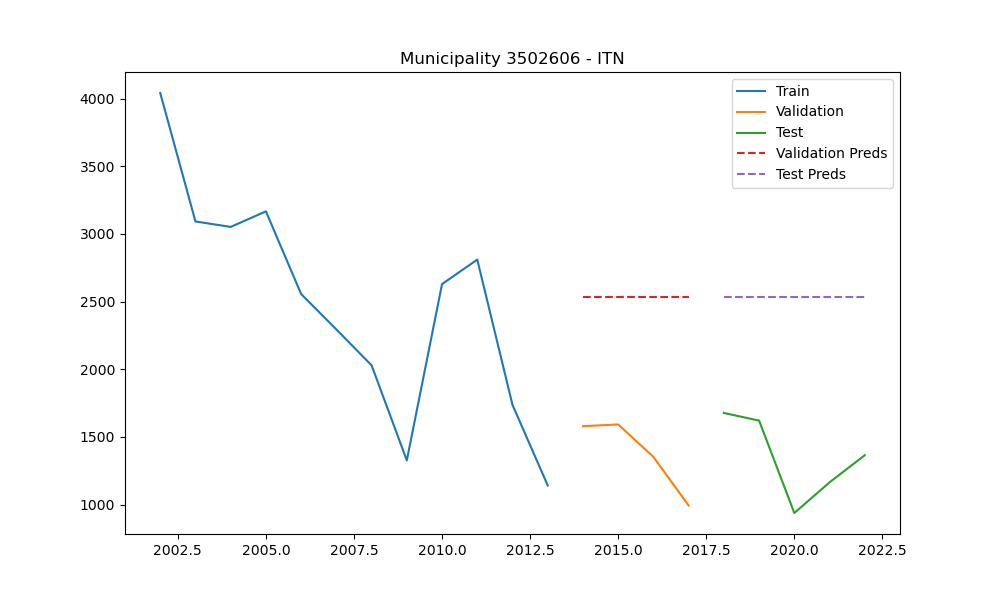 Municipality 3502606 - ITN
Train
Validation
Test
Validation Preds
Test Preds
4000
3500
3000
2500
2000
1500
1000
2002.5 2005.0 2007.5 2010.0 2012.5 2015.0 2017.5 2020.0 2022.5